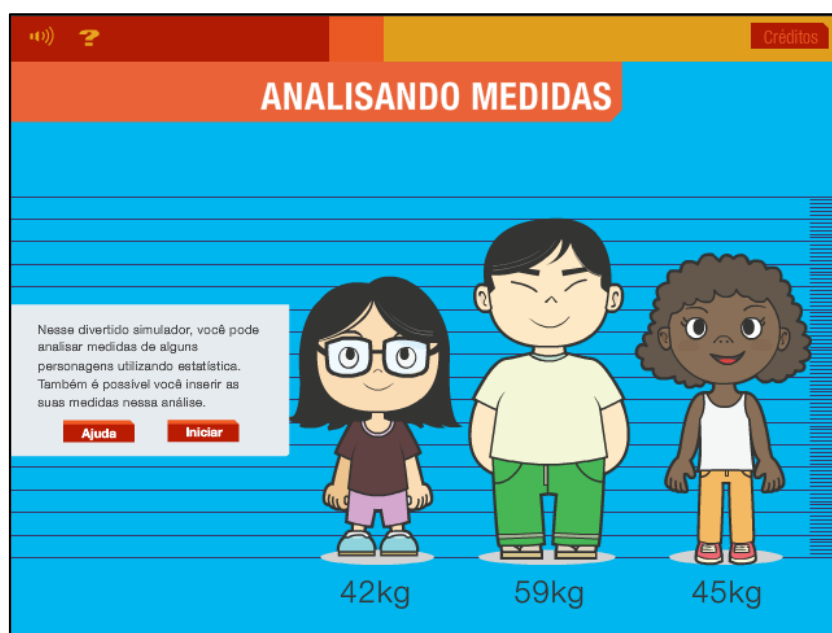 ?
Créditos
ANALISANDO MEDIDAS
Nesse divertido simulador, você pode
analisar medidas de alguns
personagens utilizando estatística.
Também é possível você inserir as
suas medidas nessa análise.
Ajuda Iniciar
42kg 59kg 45kg